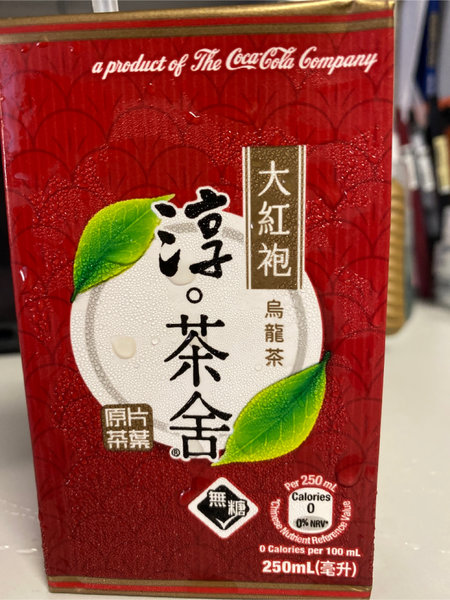 a product of The Coca-Cola Company
大紅袍
烏龍茶
淳。茶舍®
原片
茶葉
無糖
Per 250 mL
Calories
0
0% NRV*
Chinese Nutrient Reference Value
0 Calories per 100 mL
250mL(毫升)